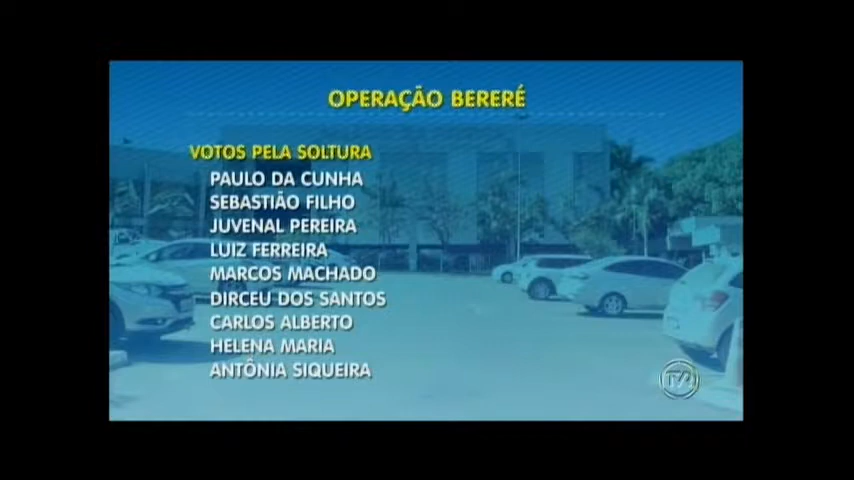 OPERAÇÃO BERERÉ
VOTOS PELA SOLTURA
PAULO DA CUNHA
SEBASTIÃO FILHO
JUVENAL PEREIRA
LUIZ FERREIRA
MARCOS MACHADO
DIRCEU DOS SANTOS
CARLOS ALBERTO
HELENA MARIA
ANTÔNIA SIQUEIRA